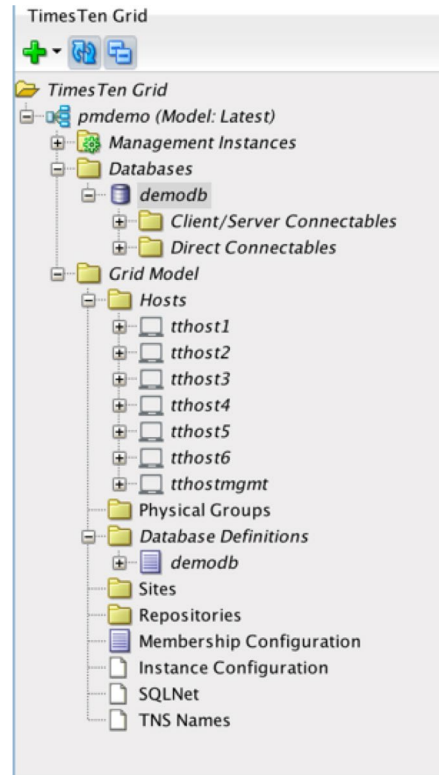 TimesTen Grid
TimesTen Grid
pmdemo (Model: Latest)
Management Instances
Databases
demodb
Client/Server Connectables
Direct Connectables
Grid Model
Hosts
tthost1
tthost2
tthost3
tthost4
tthost5
tthost6
tthostmgmt
Physical Groups
Database Definitions
demodb
Sites
Repositories
Membership Configuration
Instance Configuration
SQLNet
TNS Names